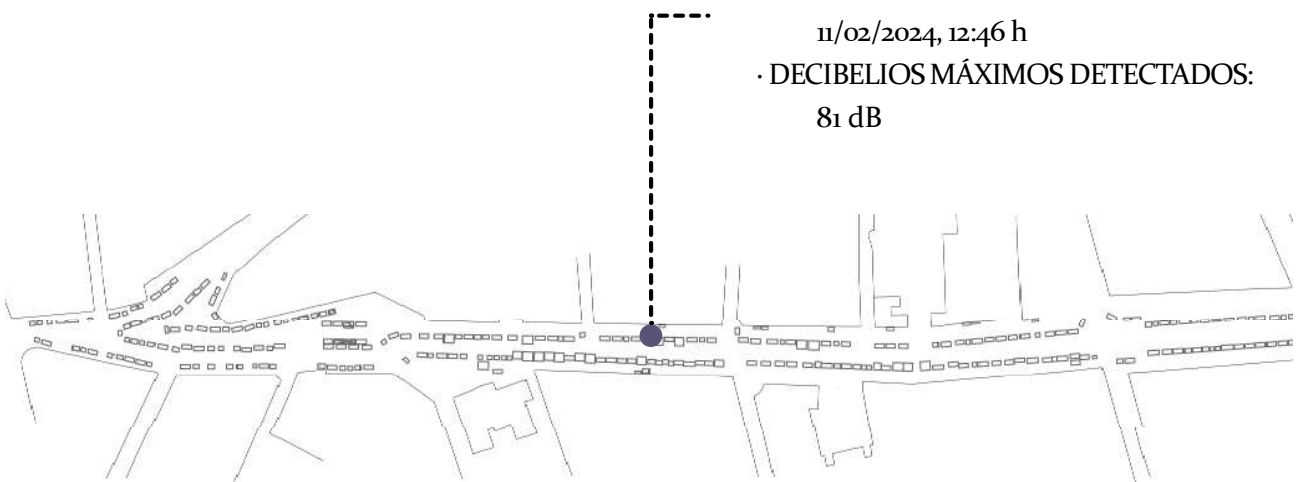 11/02/2024, 12:46 h
· DECIBELIOS MÁXIMOS DETECTADOS:
81 dB